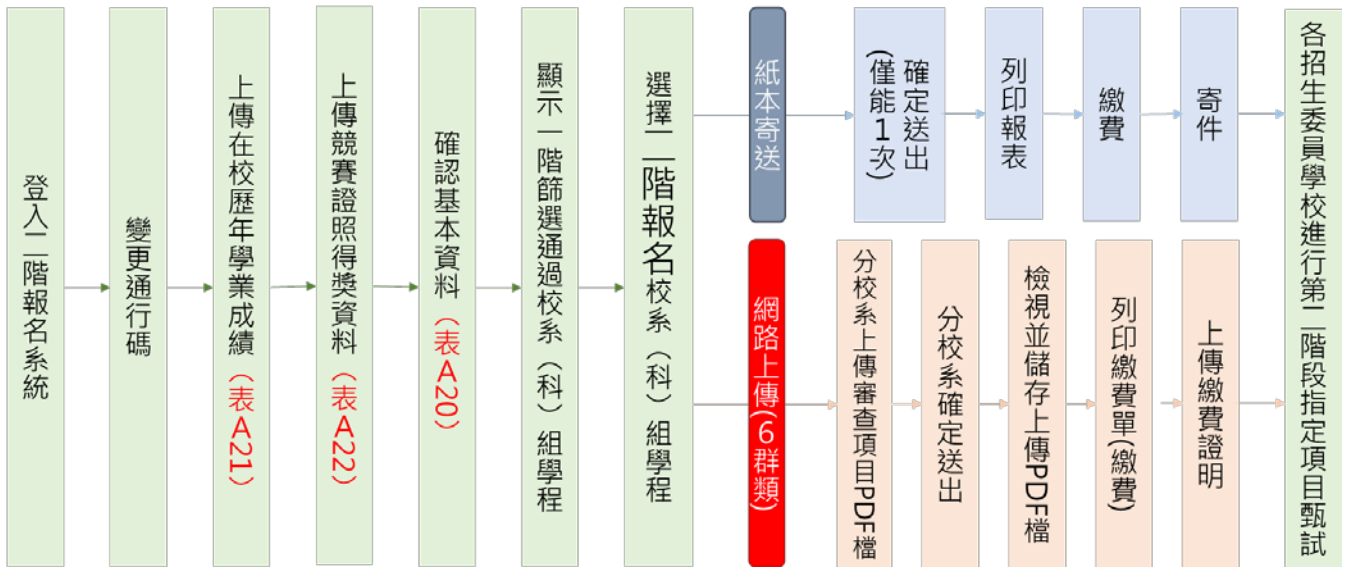 登入二階報名系統
變更通行碼
上傳在校歷年學業成績（表A21）
上傳競賽證照得獎資料（表A22）
確認基本資料（表A20）
顯示一階篩選通過校系（科）組學程
選擇二階報名校系（科）組學程
紙本寄送
確定送出
(僅能1次)
列印報表
繳費
寄件
網路上傳(6群類)
分校系上傳審查項目PDF檔
分校系確定送出
檢視並儲存上傳PDF檔
列印繳費單(繳費)
上傳繳費證明
各招生委員學校進行第二階段指定項目甄試